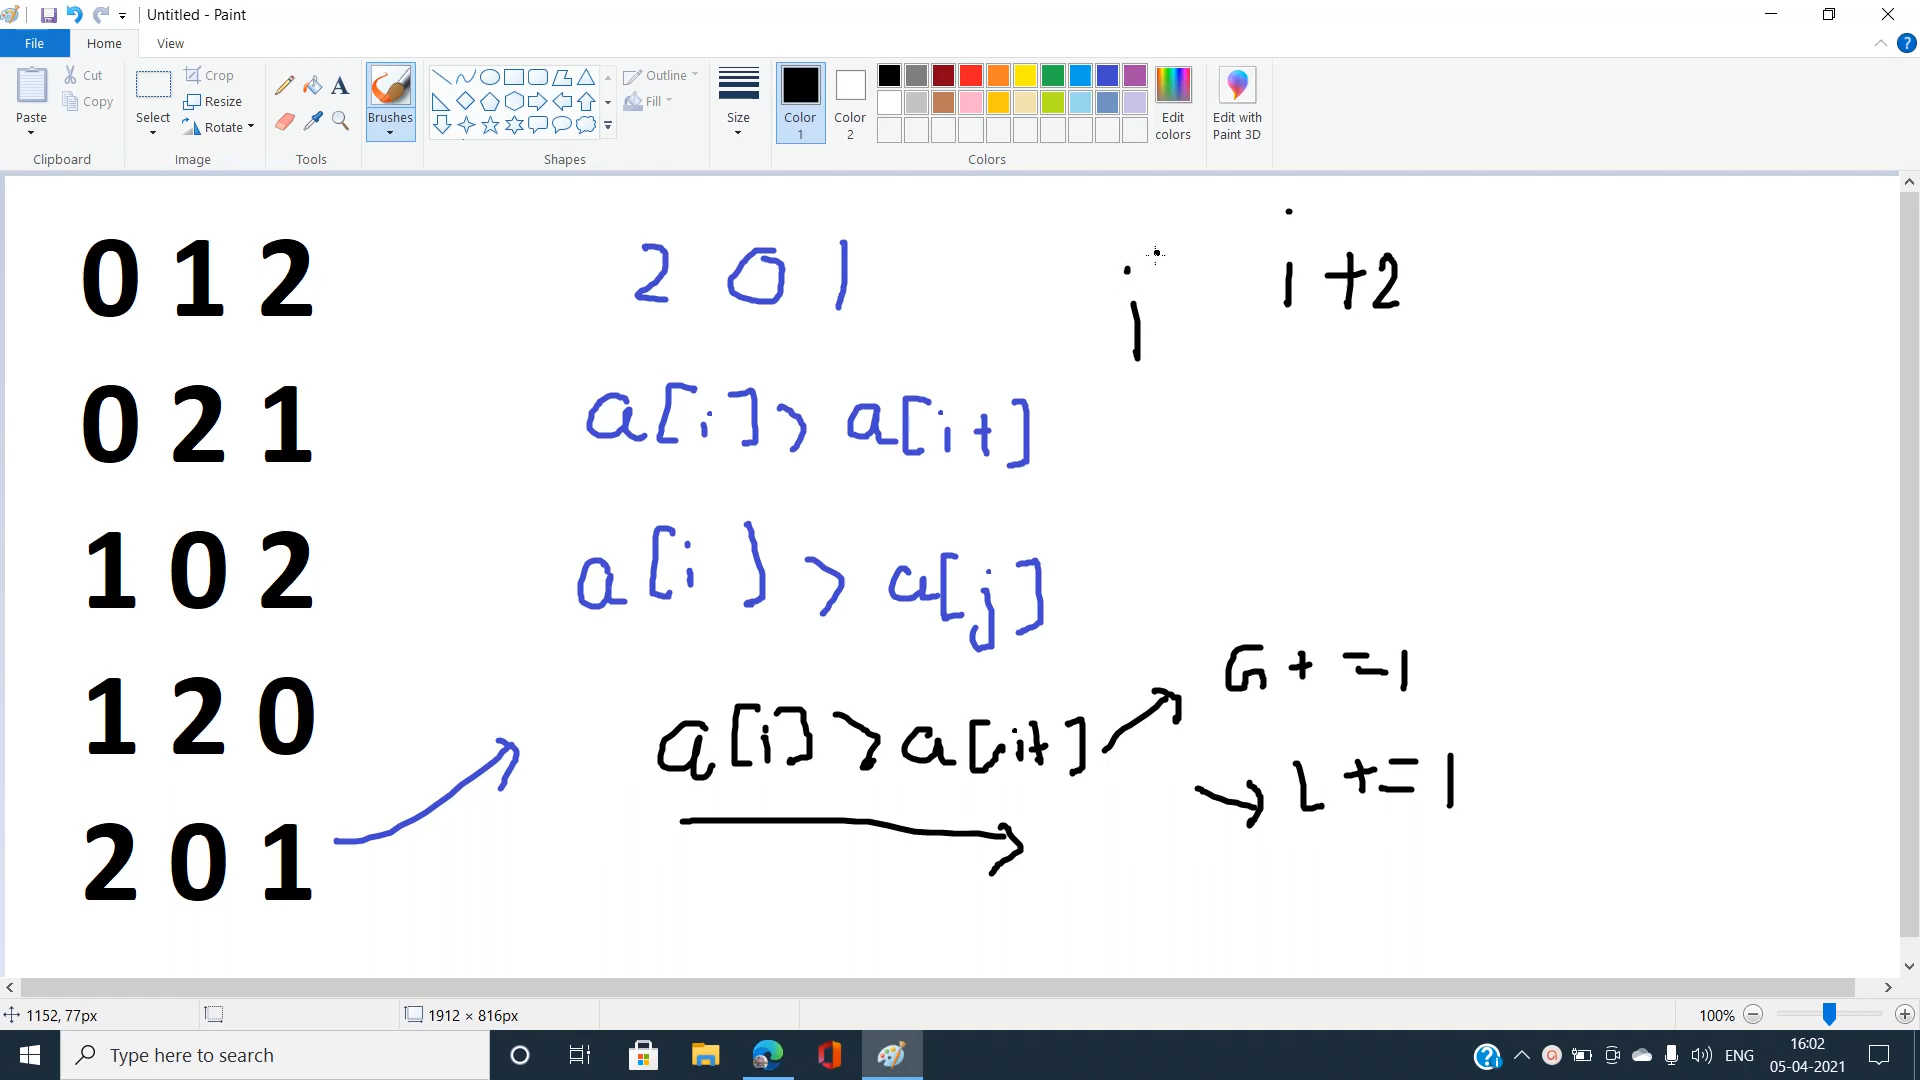 Untitled - Paint
File Home View
Paste
Cut
Copy
Clipboard
Select
Crop
Resize
Rotate
Image
A
Tools
Brushes
Outline
Fill
Shapes
Size
Color 1
Color 2
Edit colors
Colors
Edit with Paint 3D
0 1 2
0 2 1
1 0 2
1 2 0
2 0 1
2 0 1
a[i] > a[i+]
a[i] > a[j]
a[i] > a[i+]
G + = 1
L += 1
i
i +2
1152, 77px
1912 × 816px
100%
Type here to search
ENG
16:02
05-04-2021